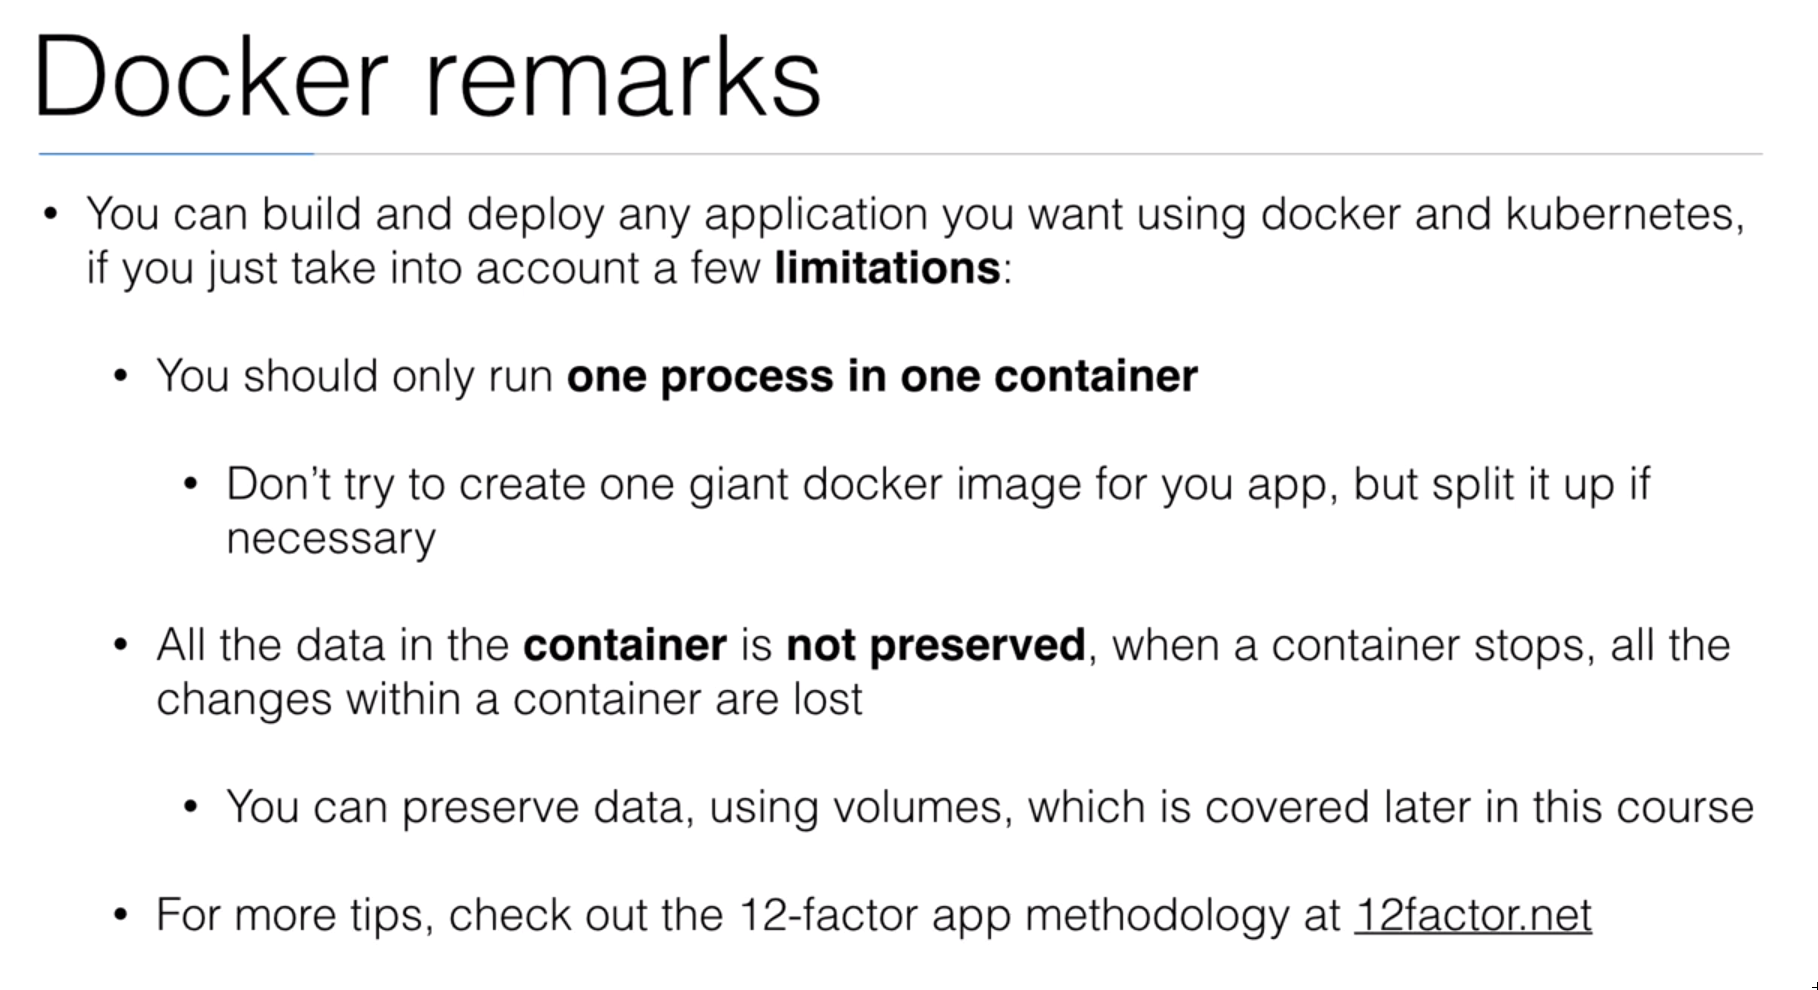 Docker remarks
• You can build and deploy any application you want using docker and kubernetes,
if you just take into account a few limitations:
• You should only run one process in one container
• Don't try to create one giant docker image for you app, but split it up if
necessary
• All the data in the container is not preserved, when a container stops, all the
changes within a container are lost
• You can preserve data, using volumes, which is covered later in this course
• For more tips, check out the 12-factor app methodology at 12factor.net